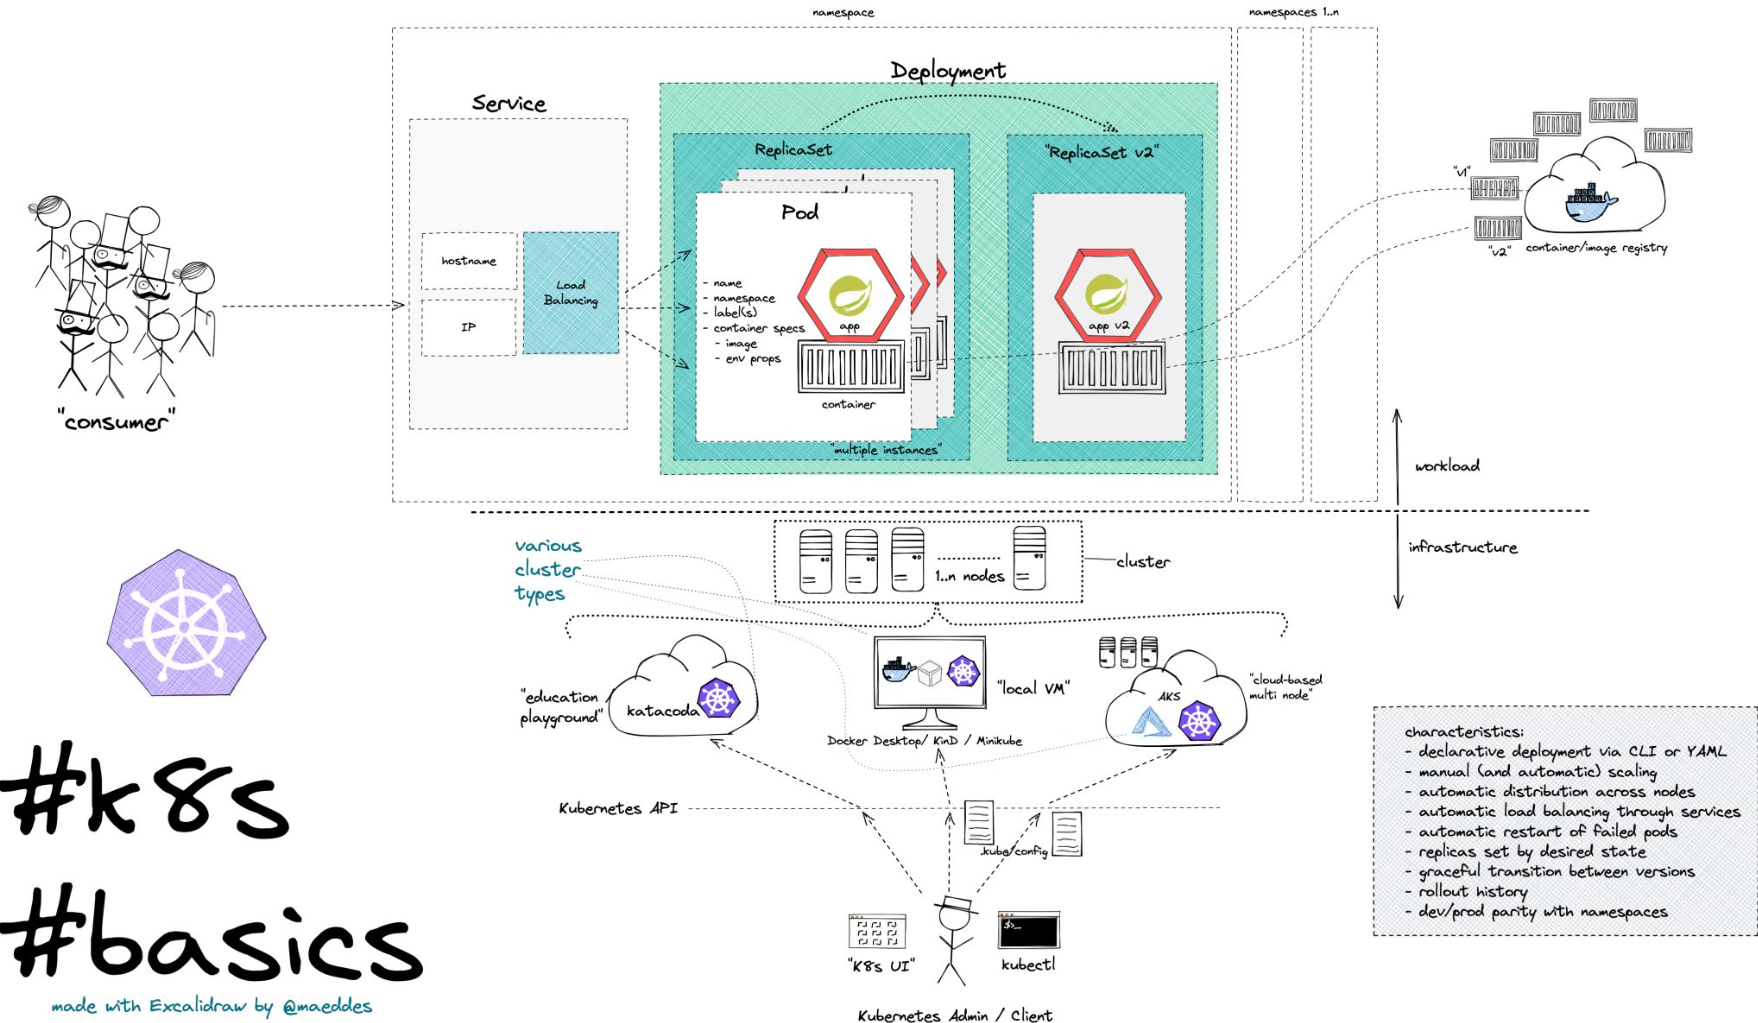 namespace
namespaces 1..n
Deployment
Service
ReplicaSet
"ReplicaSet v2"
Pod
hostname
IP
Load
Balancing
- name
- namespace
- label(s)
- container specs
- image
- env props
app
container
"multiple instances"
app v2
"v1"
"v2"
container/image registry
"consumer"
workload
infrastructure
various
cluster
types
1..n nodes
cluster
"education
playground"
katacoda
"local VM"
Docker Desktop/ KinD / Minikube
AKS
"cloud-based
multi node"
Kubernetes API
.kube/config
"K8s UI"
$>_
kubectl
Kubernetes Admin / Client
characteristics:
- declarative deployment via CLI or YAML
- manual (and automatic) scaling
- automatic distribution across nodes
- automatic load balancing through services
- automatic restart of failed pods
- replicas set by desired state
- graceful transition between versions
- rollout history
- dev/prod parity with namespaces
#k8s
#basics
made with Excalidraw by @maeddes